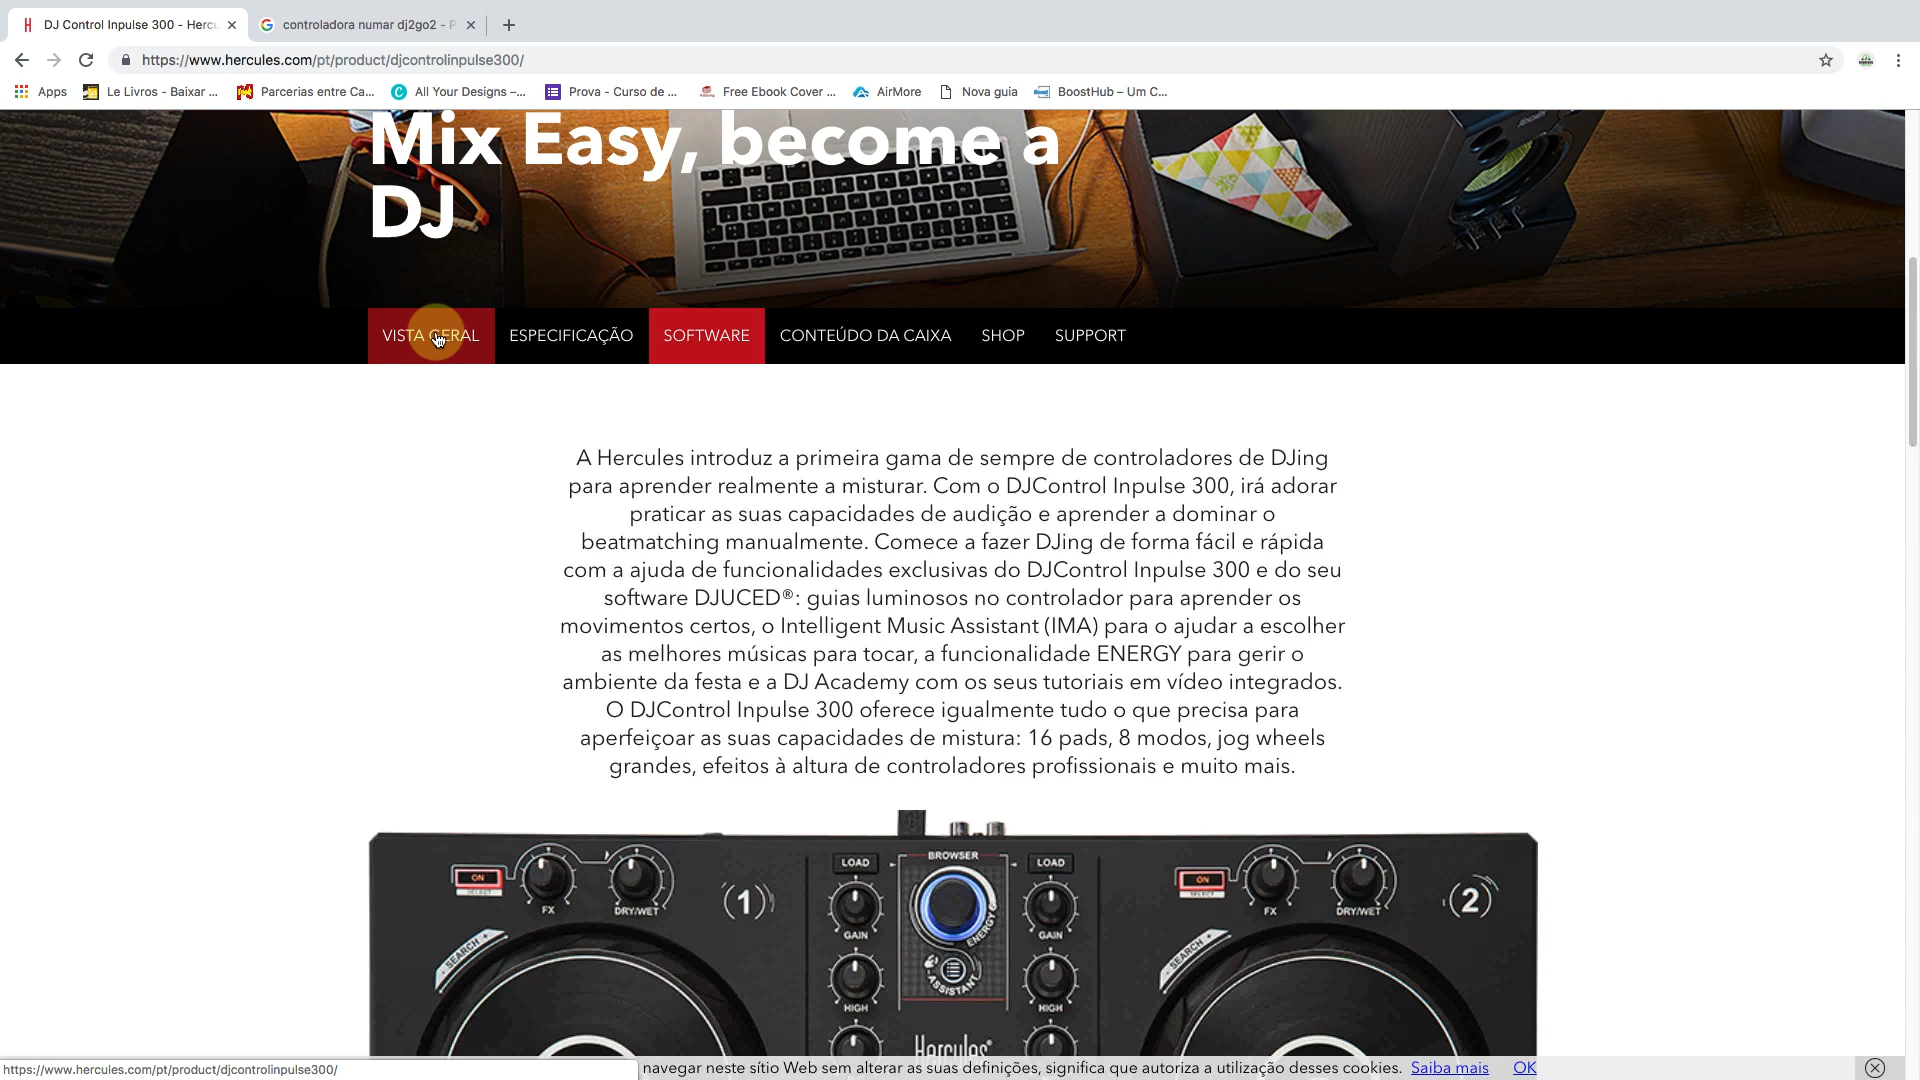 DJ Control Inpulse 300 - Hercu
controladora numar dj2go2 - P
https://www.hercules.com/pt/product/djcontrolinpulse300/
Apps
Le Livros - Baixar ...
Parcerias entre Ca...
All Your Designs –...
Prova - Curso de ...
Free Ebook Cover ...
AirMore
Nova guia
BoostHub – Um C...
Mix Easy, become a
DJ
VISTA GERAL ESPECIFICAÇÃO SOFTWARE CONTEÚDO DA CAIXA SHOP SUPPORT
A Hercules introduz a primeira gama de sempre de controladores de DJing
para aprender realmente a misturar. Com o DJControl Inpulse 300, irá adorar
praticar as suas capacidades de audição e aprender a dominar o
beatmatching manualmente. Comece a fazer DJing de forma fácil e rápida
com a ajuda de funcionalidades exclusivas do DJControl Inpulse 300 e do seu
software DJUCED®: guias luminosos no controlador para aprender os
movimentos certos, o Intelligent Music Assistant (IMA) para o ajudar a escolher
as melhores músicas para tocar, a funcionalidade ENERGY para gerir o
ambiente da festa e a DJ Academy com os seus tutoriais em vídeo integrados.
O DJControl Inpulse 300 oferece igualmente tudo o que precisa para
aperfeiçoar as suas capacidades de mistura: 16 pads, 8 modos, jog wheels
grandes, efeitos à altura de controladores profissionais e muito mais.
LOAD BROWSER LOAD
ON ON
SELECT SELECT
FX DRY/WET 1 FX DRY/WET 2
GAIN ENERGY GAIN
SEARCH SEARCH
ASSISTANT
HIGH HIGH
Hercules
https://www.hercules.com/pt/product/djcontrolinpulse300/
navegar neste sítio Web sem alterar as suas definições, significa que autoriza a utilização desses cookies. Saiba mais OK